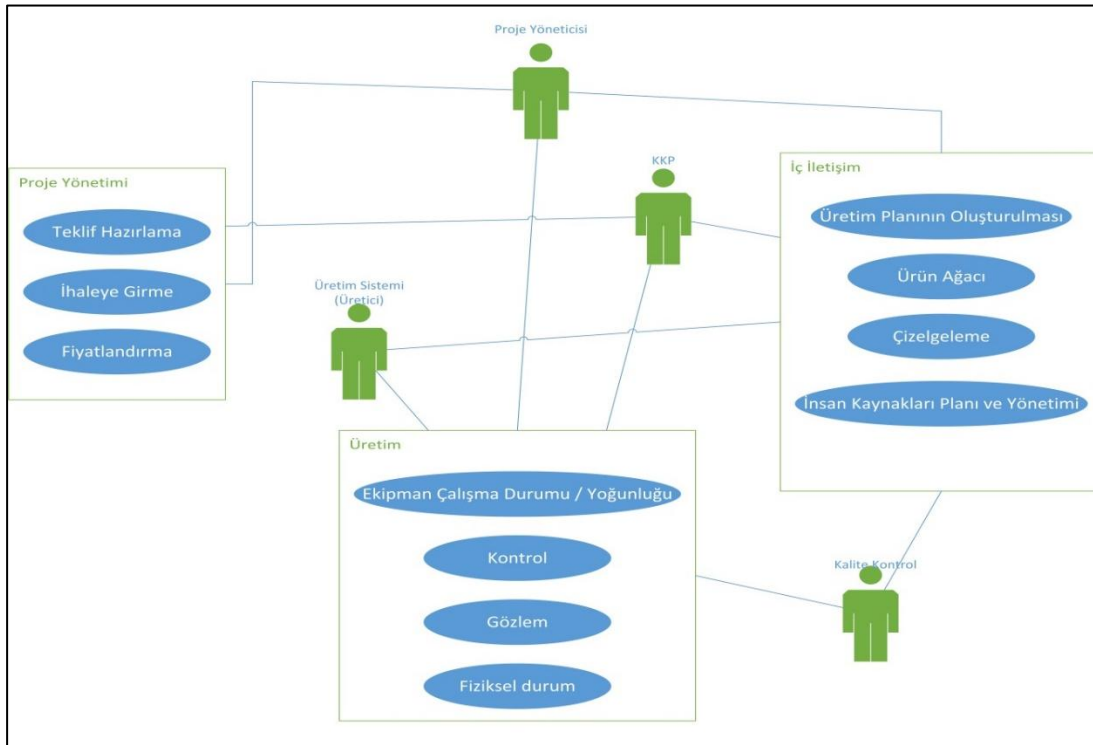 Proje Yöneticisi
KKP
Proje Yönetimi
Teklif Hazırlama
İhaleye Girme
Fiyatlandırma
Üretim Sistemi
(Üretici)
İç İletişim
Üretim Planının Oluşturulması
Ürün Ağacı
Çizelgeleme
İnsan Kaynakları Planı ve Yönetimi
Üretim
Ekipman Çalışma Durumu / Yoğunluğu
Kontrol
Gözlem
Fiziksel durum
Kalite Kontrol